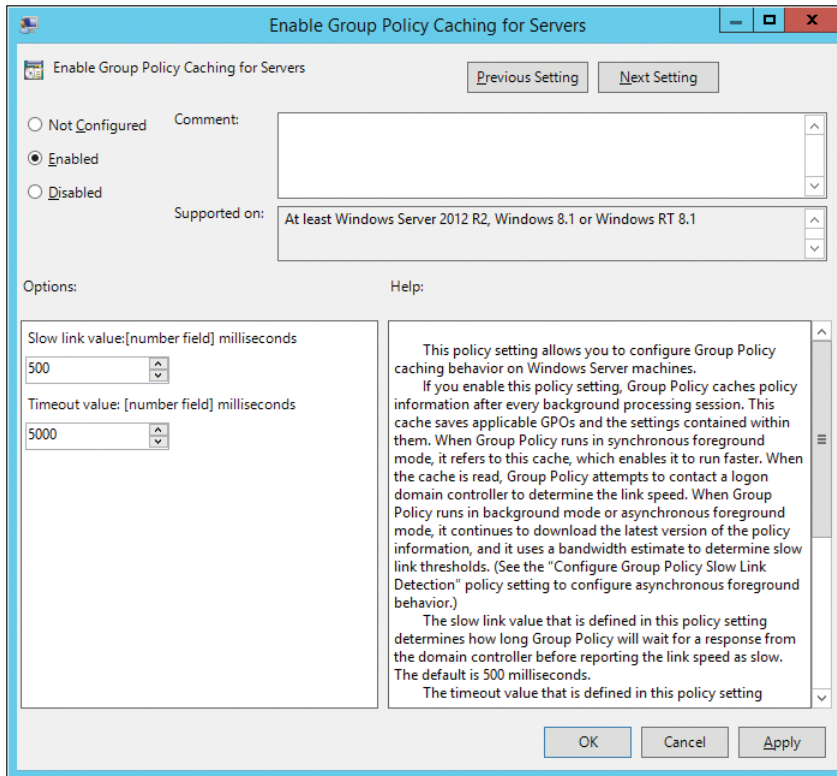 Enable Group Policy Caching for Servers
Enable Group Policy Caching for Servers
Previous Setting
Next Setting
Not Configured
Enabled
Disabled
Comment:
Supported on:
At least Windows Server 2012 R2, Windows 8.1 or Windows RT 8.1
Options:
Help:
Slow link value:[number field] milliseconds
500
Timeout value: [number field] milliseconds
5000
This policy setting allows you to configure Group Policy
caching behavior on Windows Server machines.
If you enable this policy setting, Group Policy caches policy
information after every background processing session. This
cache saves applicable GPOs and the settings contained within
them. When Group Policy runs in synchronous foreground
mode, it refers to this cache, which enables it to run faster. When
the cache is read, Group Policy attempts to contact a logon
domain controller to determine the link speed. When Group
Policy runs in background mode or asynchronous foreground
mode, it continues to download the latest version of the policy
information, and it uses a bandwidth estimate to determine slow
link thresholds. (See the “Configure Group Policy Slow Link
Detection” policy setting to configure asynchronous foreground
behavior.)
The slow link value that is defined in this policy setting
determines how long Group Policy will wait for a response from
the domain controller before reporting the link speed as slow.
The default is 500 milliseconds.
The timeout value that is defined in this policy setting
OK
Cancel
Apply